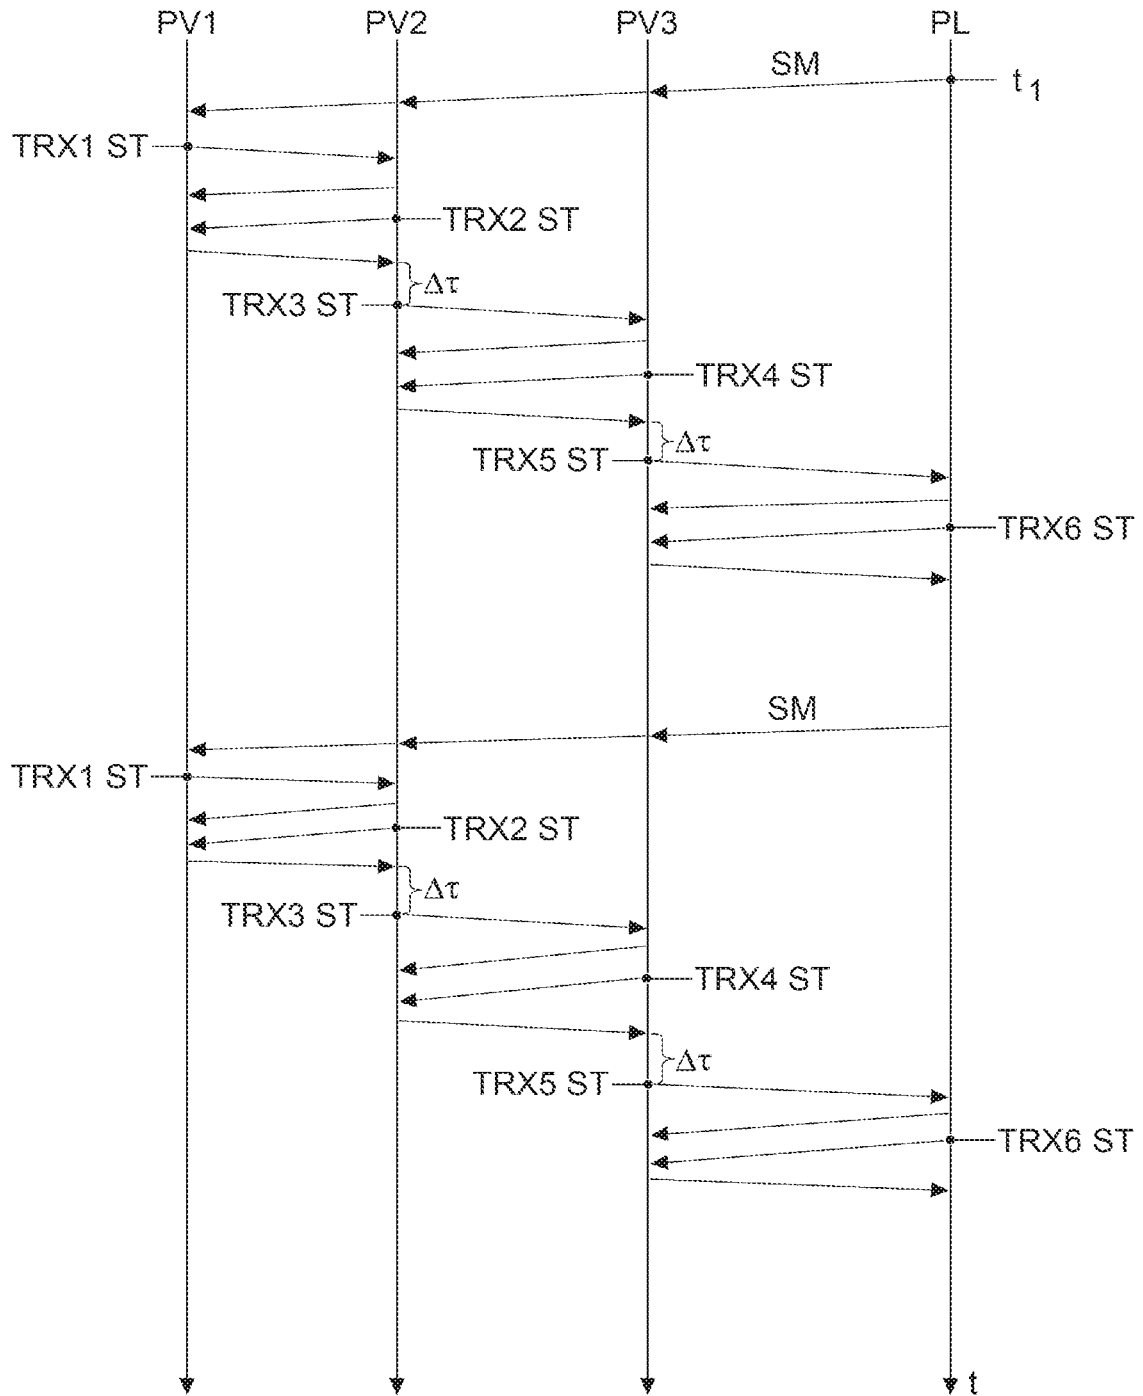 PV1 PV2 PV3 PL
SM
t1
TRX1 ST
TRX2 ST
Δτ
TRX3 ST
TRX4 ST
Δτ
TRX5 ST
TRX6 ST
SM
TRX1 ST
TRX2 ST
Δτ
TRX3 ST
TRX4 ST
Δτ
TRX5 ST
TRX6 ST
t